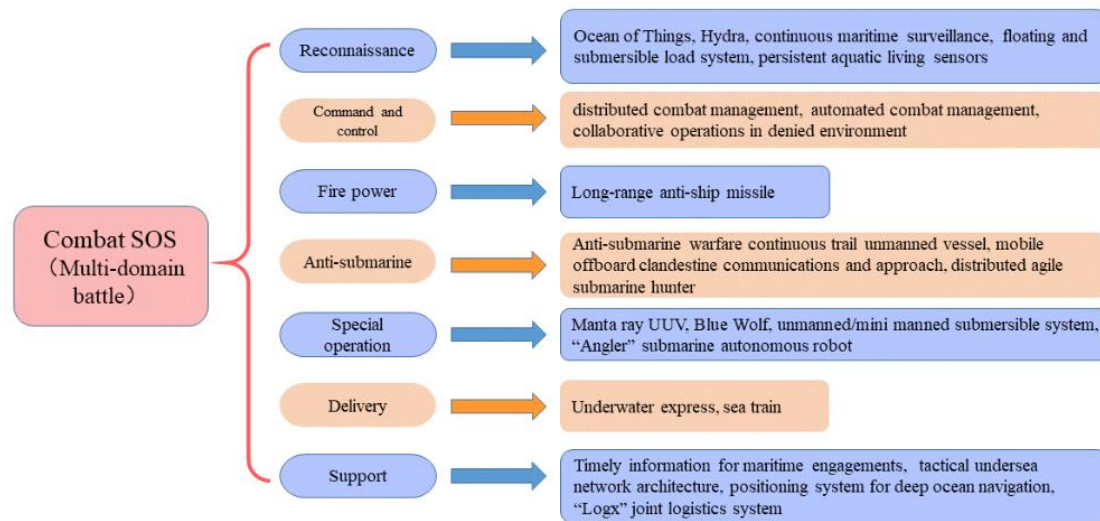 Combat SOS
（Multi-domain
battle）
Reconnaissance
Ocean of Things, Hydra, continuous maritime surveillance, floating and
submersible load system, persistent aquatic living sensors
Command and
control
distributed combat management, automated combat management,
collaborative operations in denied environment
Fire power
Long-range anti-ship missile
Anti-submarine
Anti-submarine warfare continuous trail unmanned vessel, mobile
offboard clandestine communications and approach, distributed agile
submarine hunter
Special
operation
Manta ray UUV, Blue Wolf, unmanned/mini manned submersible system,
“Angler” submarine autonomous robot
Delivery
Underwater express, sea train
Support
Timely information for maritime engagements, tactical undersea
network architecture, positioning system for deep ocean navigation,
“Logx” joint logistics system